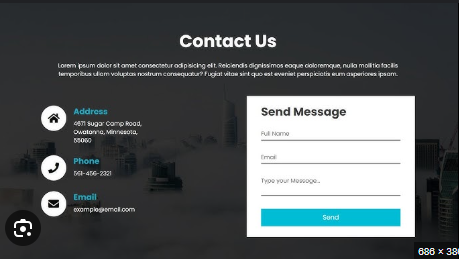 Contact Us
Lorem ipsum dolor sit amet consectetur adipisicing elit. Reiciendis dignissimos eaque doloremque, nulla mollitia facilis
temporibus ullam voluptas nostrum consequatur? Fugiat vitae sint quo est eveniet perspiciatis eum asperiores ipsam.
Address
4671 Sugar Camp Road,
Owatonna, Minnesota,
55060
Phone
561-456-2321
Email
example@email.com
Send Message
Full Name
Email
Type your Message...
Send